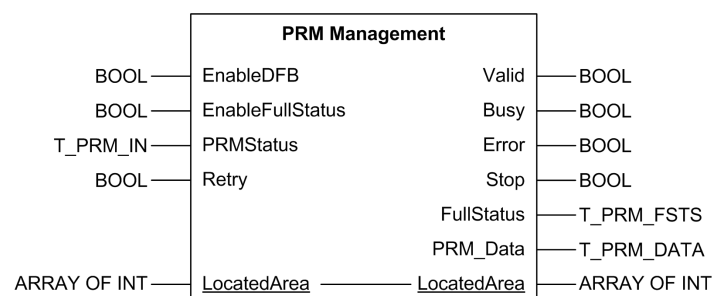 PRM Management
BOOL EnableDFB Valid BOOL
BOOL EnableFullStatus Busy BOOL
T_PRM_IN PRMStatus Error BOOL
BOOL Retry Stop BOOL
FullStatus T_PRM_FSTS
PRM_Data T_PRM_DATA
ARRAY OF INT LocatedArea LocatedArea ARRAY OF INT